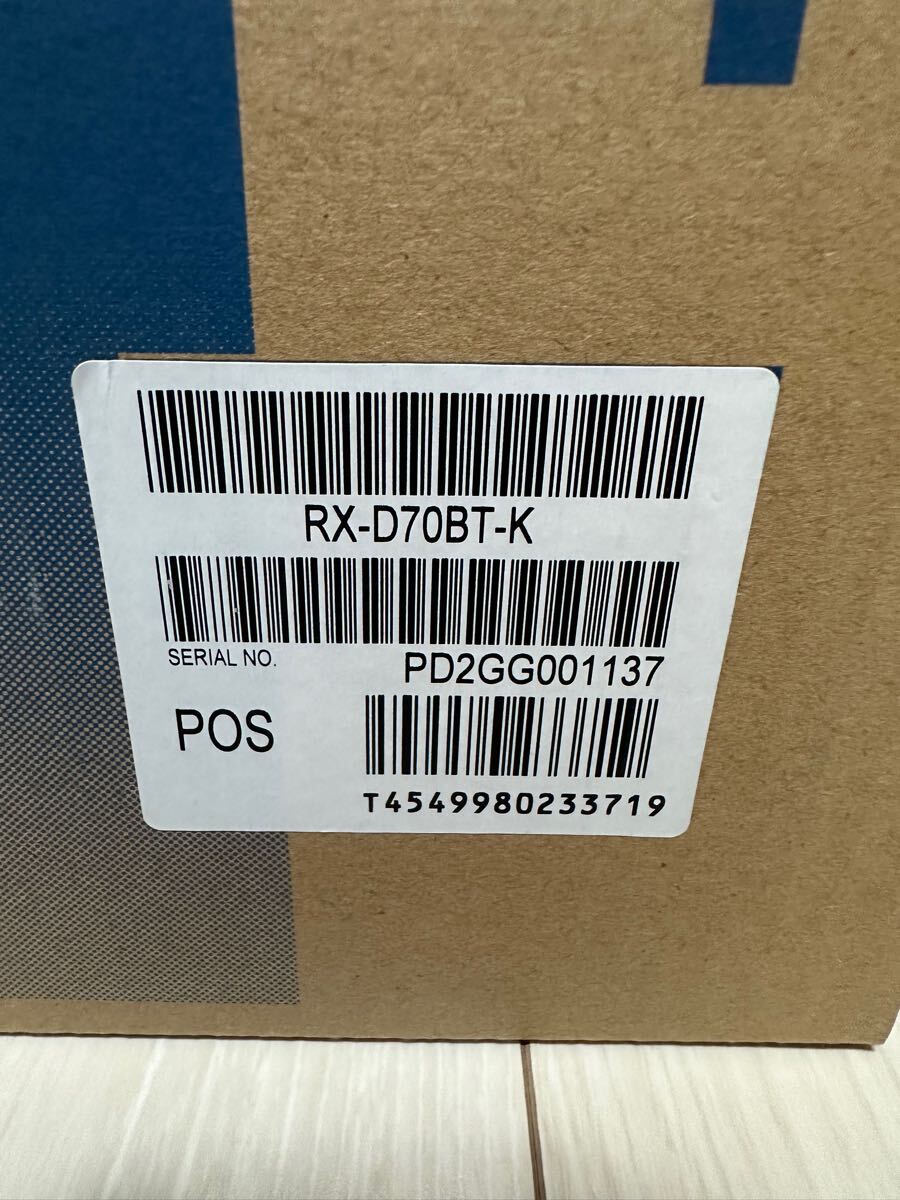 RX-D70BT-K
SERIAL NO.
PD2GG001137
POS
T4549980233719